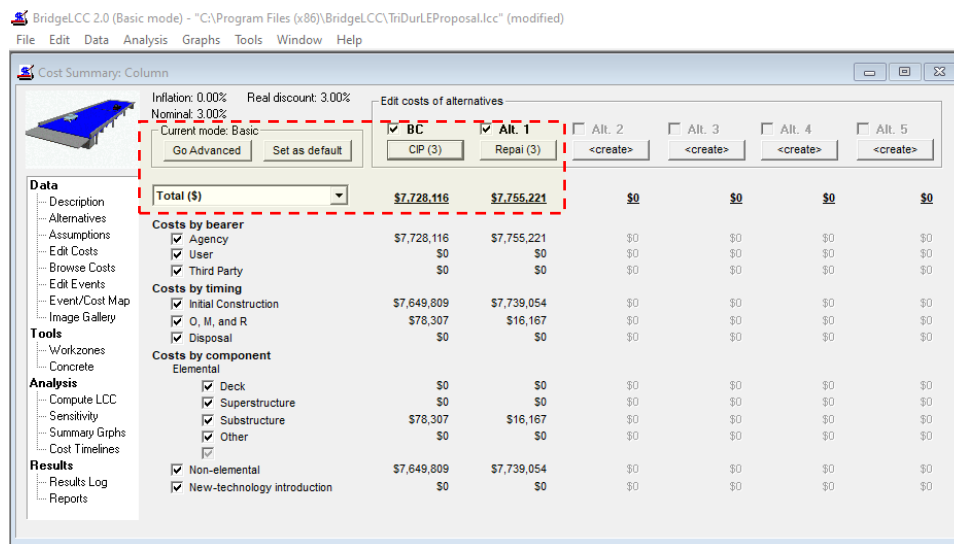 BridgeLCC 2.0 (Basic mode) - "C:\Program Files (x86)\BridgeLCC\TriDurLEProposal.lcc" (modified)
File Edit Data Analysis Graphs Tools Window Help
Cost Summary: Column
Inflation: 0.00% Real discount: 3.00%
Nominal: 3.00%
Current mode: Basic
Go Advanced Set as default
Edit costs of alternatives
BC Alt. 1 Alt. 2 Alt. 3 Alt. 4 Alt. 5
CIP (3) Repai (3) <create> <create> <create> <create>
Data
Description
Alternatives
Assumptions
Edit Costs
Browse Costs
Edit Events
Event/Cost Map
Image Gallery
Tools
Workzones
Concrete
Analysis
Compute LCC
Sensitivity
Summary Grphs
Cost Timelines
Results
Results Log
Reports
Total ($) $7,728,116 $7,755,221 $0 $0 $0 $0
Costs by bearer
Agency $7,728,116 $7,755,221 $0 $0 $0 $0
User $0 $0 $0 $0 $0 $0
Third Party $0 $0 $0 $0 $0 $0
Costs by timing
Initial Construction $7,649,809 $7,739,054 $0 $0 $0 $0
O, M, and R $78,307 $16,167 $0 $0 $0 $0
Disposal $0 $0 $0 $0 $0 $0
Costs by component
Elemental
Deck $0 $0 $0 $0 $0 $0
Superstructure $0 $0 $0 $0 $0 $0
Substructure $78,307 $16,167 $0 $0 $0 $0
Other $0 $0 $0 $0 $0 $0
Non-elemental $7,649,809 $7,739,054 $0 $0 $0 $0
New-technology introduction $0 $0 $0 $0 $0 $0